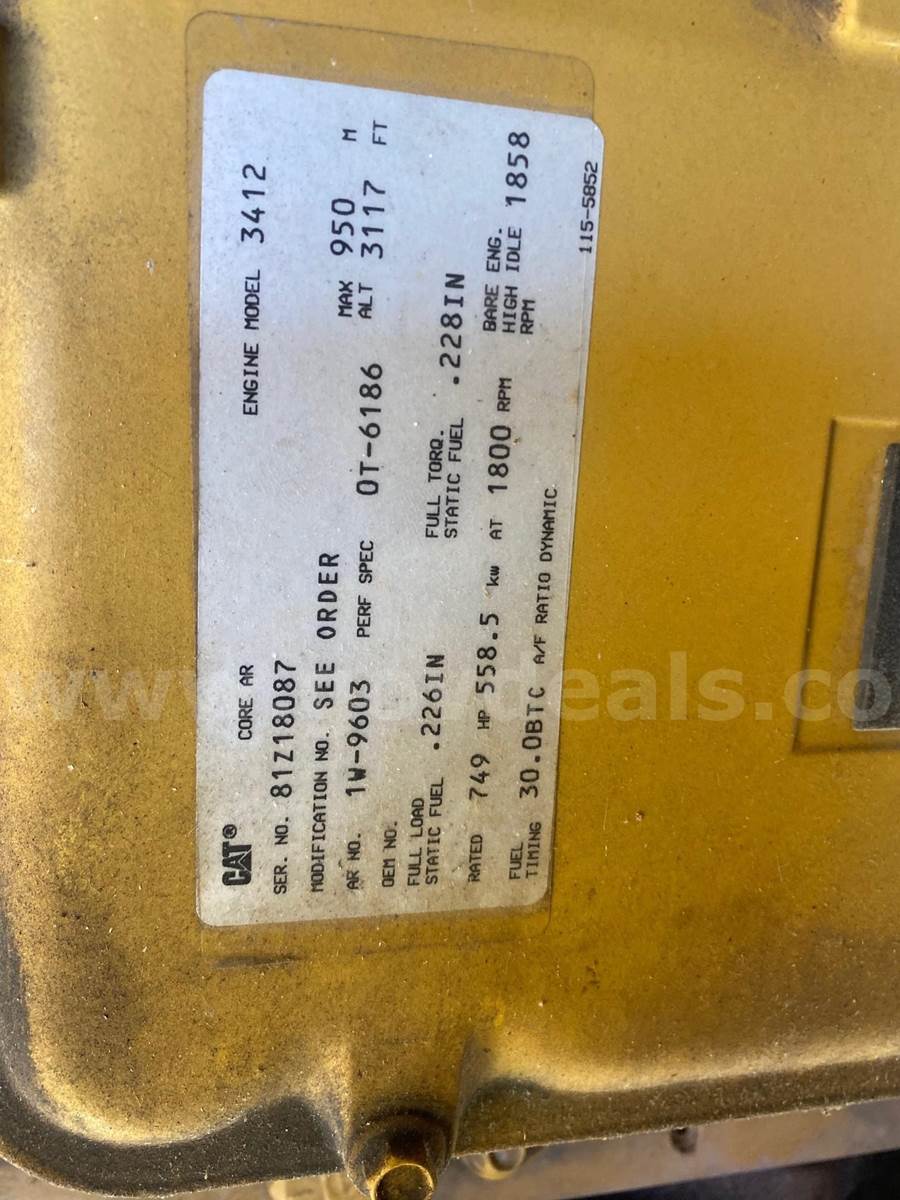 CORE AR
CAT® SER. NO. 81Z18087 ENGINE MODEL 3412
MODIFICATION NO. SEE ORDER MAX 950 M
AR NO. 1W-9603 PERF SPEC OT-6186 ALT 3117 FT
OEM NO.
FULL LOAD FULL TORQ.
STATIC FUEL .226IN STATIC FUEL .228IN
RATED 749 HP 558.5 kw AT 1800 RPM BARE ENG.
HIGH IDLE 1858
RPM
FUEL
TIMING 30.0BTC A/F RATIO DYNAMIC
115-5852